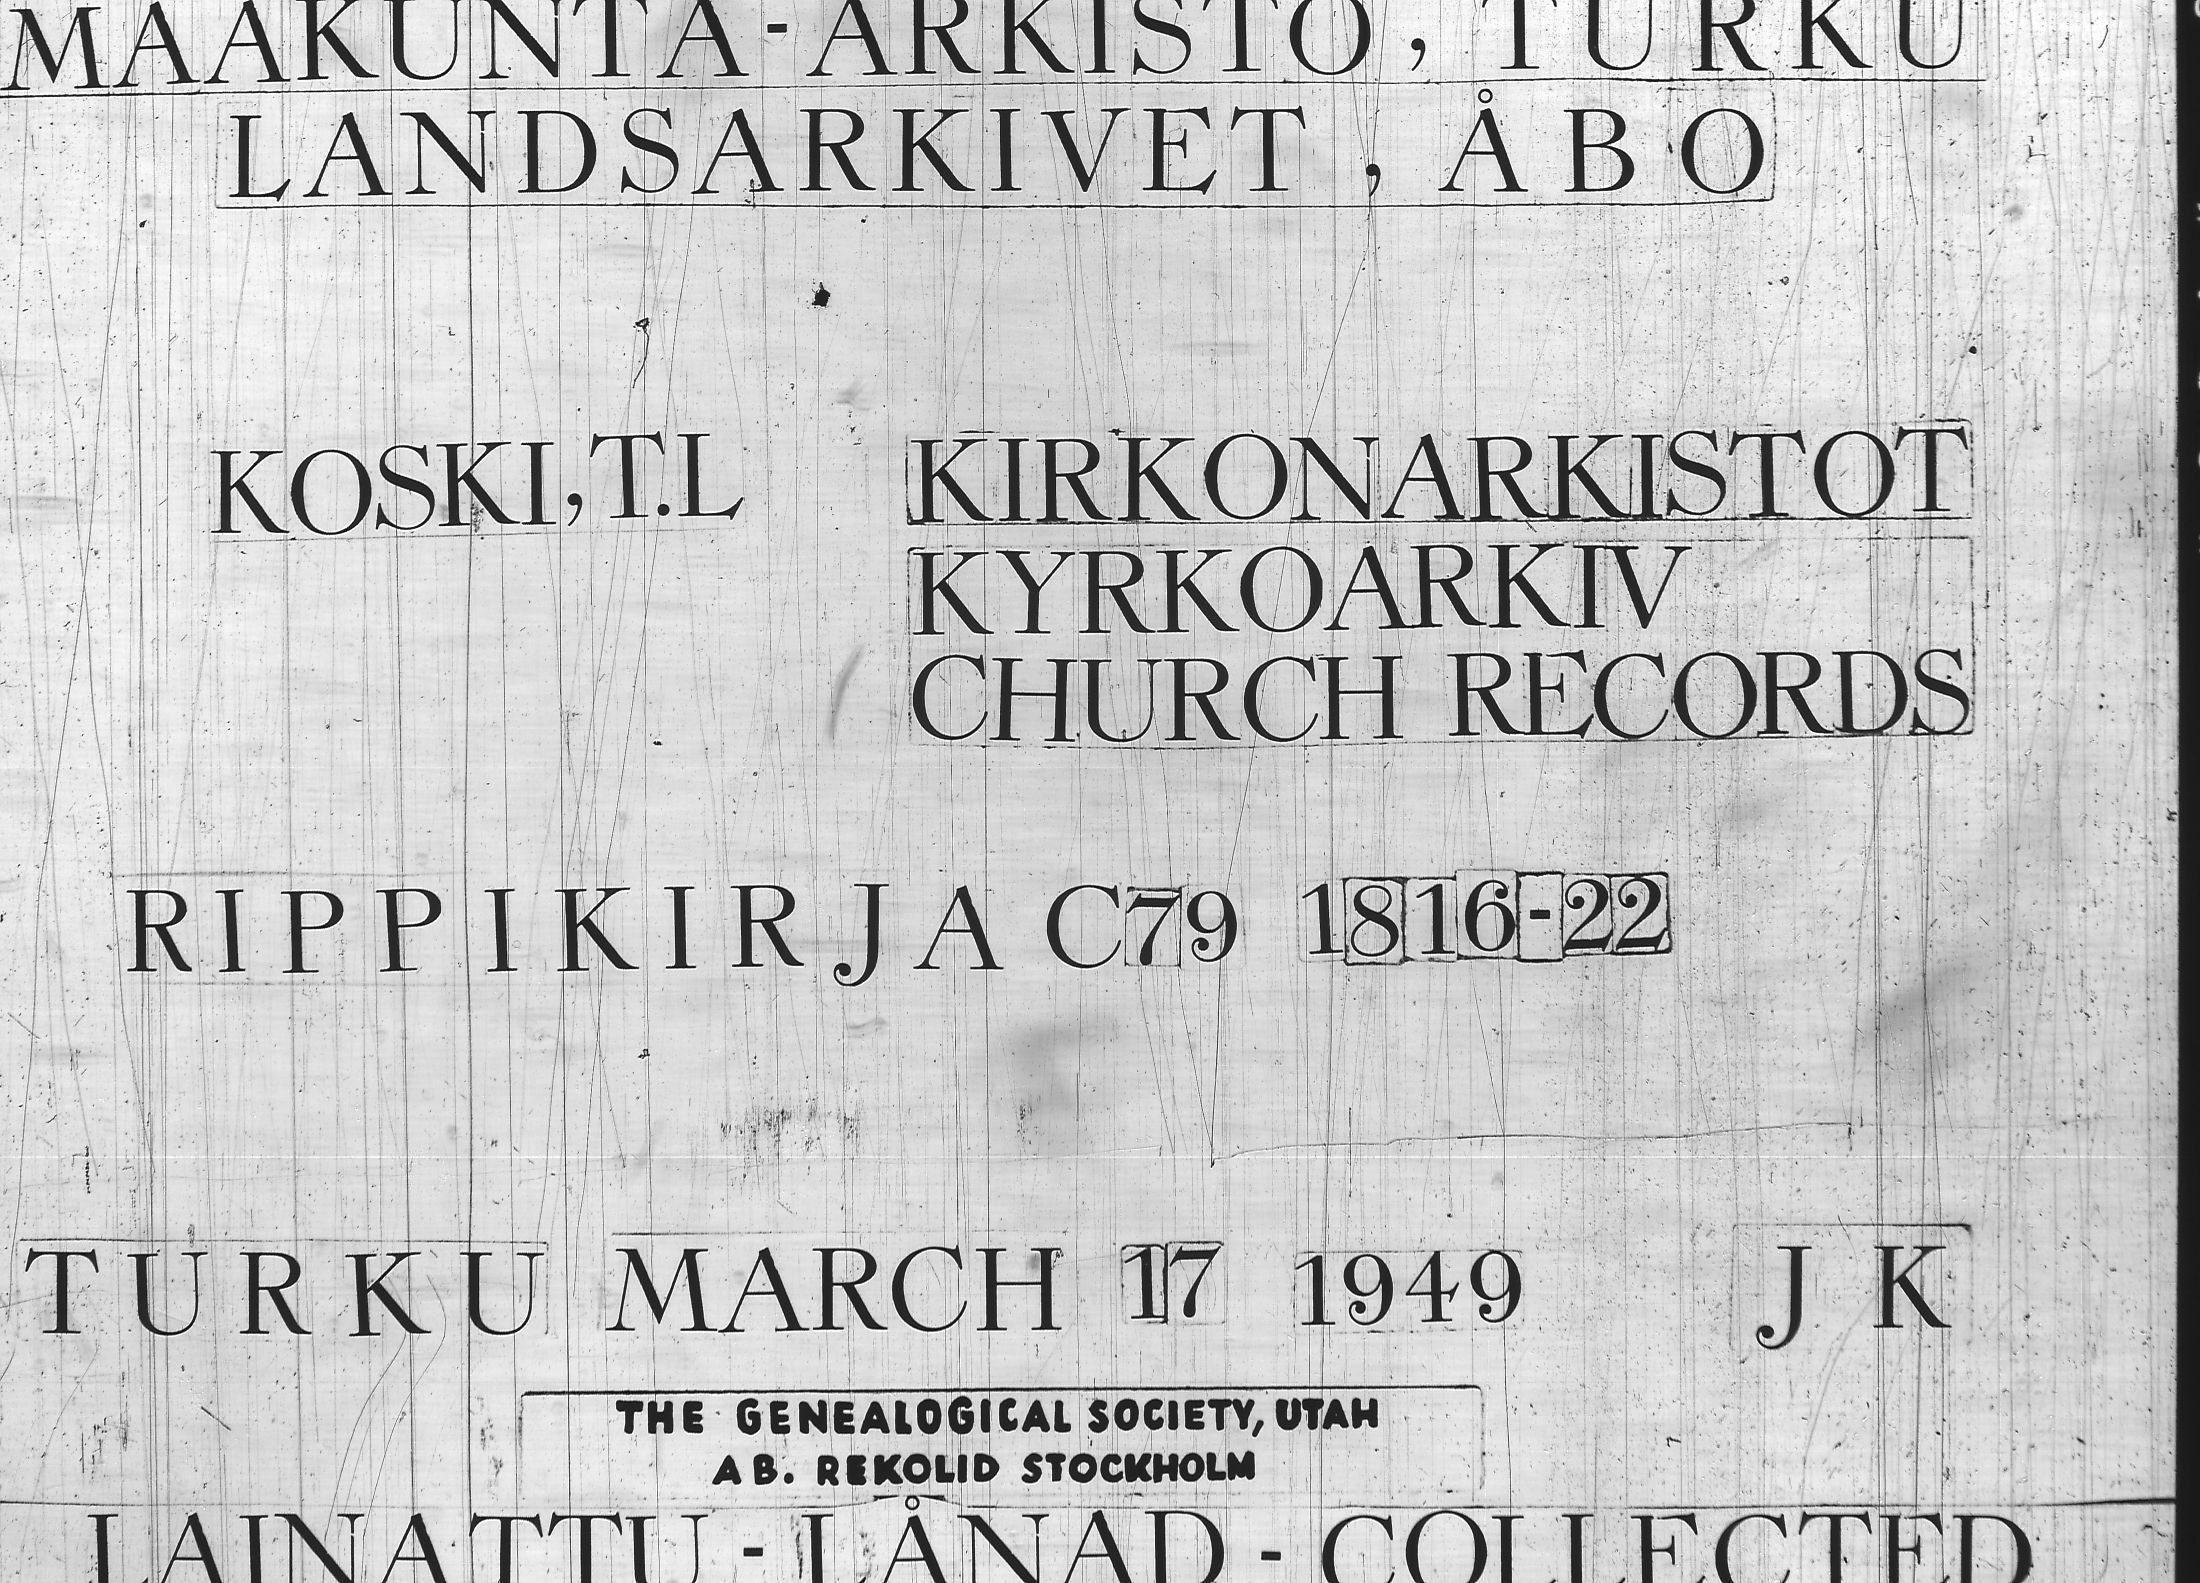 MAAKUNTA-ARKISTO, TURKU
LANDSARKIVET, ÅBO
KOSKI, T.L
KIRKONARKISTOT
KYRKOARKIV
CHURCH RECORDS
RIPPIKIRJA C79 1816-22
TURKU MARCH 17 1949 JK
THE GENEALOGICAL SOCIETY, UTAH
AB. REKOLID STOCKHOLM
LAINATTU - LÅNAD - COLLECTED